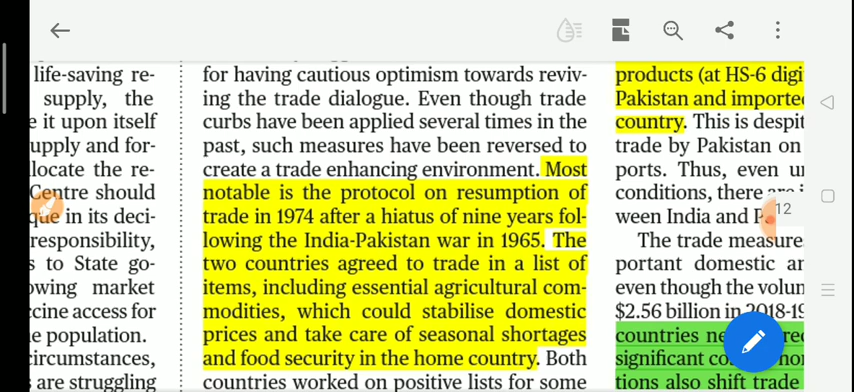 life-saving re-
supply, the
e it upon itself
upply and for-
llocate the re-
Centre should
que in its deci-
responsibility,
s to State go-
owing market
ccine access for
e population.
circumstances,
are struggling
for having cautious optimism towards reviv-
ing the trade dialogue. Even though trade
curbs have been applied several times in the
past, such measures have been reversed to
create a trade enhancing environment. Most
notable is the protocol on resumption of
trade in 1974 after a hiatus of nine years fol-
lowing the India-Pakistan war in 1965. The
two countries agreed to trade in a list of
items, including essential agricultural com-
modities, which could stabilise domestic
prices and take care of seasonal shortages
and food security in the home country. Both
countries worked on positive lists for some
products (at HS-6 digi
Pakistan and importe
country. This is despit
trade by Pakistan on
ports. Thus, even u
conditions, there
ween India and P
12
The trade measure
portant domestic ar
even though the volu
$2.56 billion in 2018-19
countries
significant
tions also shift trade